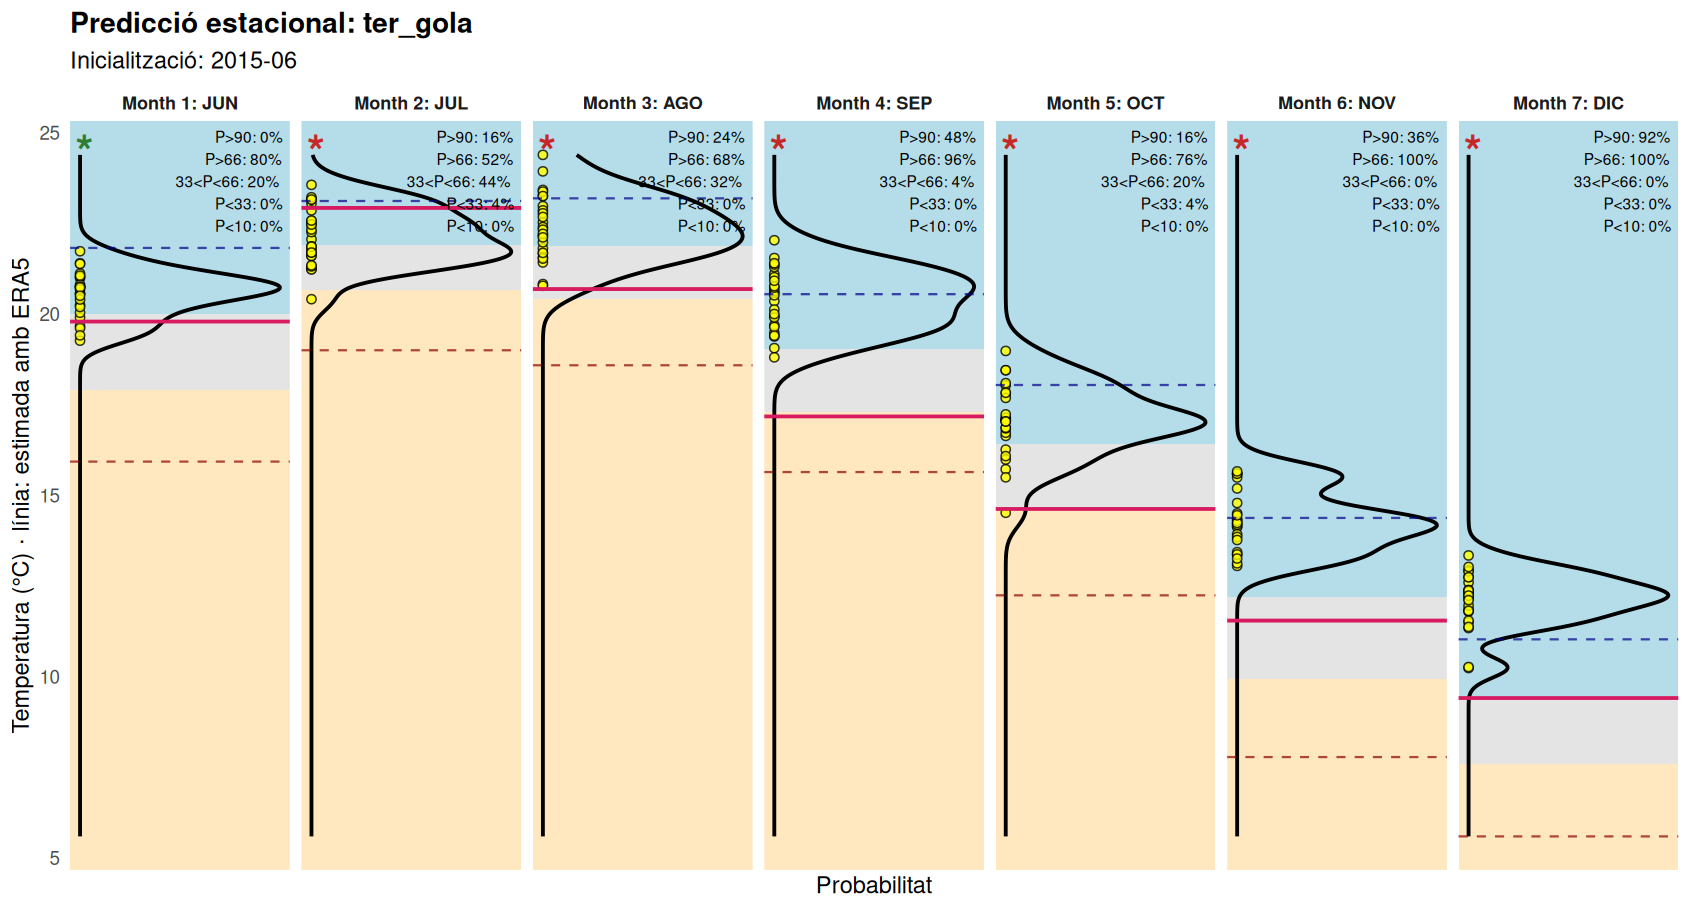 Predicció estacional: ter_gola
Inicialització: 2015-06
Month 1: JUN
Month 2: JUL
Month 3: AGO
Month 4: SEP
Month 5: OCT
Month 6: NOV
Month 7: DIC
*
P>90: 0%
P>66: 80%
33<P<66: 20%
P<33: 0%
P<10: 0%
*
P>90: 16%
P>66: 52%
33<P<66: 44%
P<33: 4%
P<10: 0%
*
P>90: 24%
P>66: 68%
33<P<66: 32%
P<33: 0%
P<10: 0%
*
P>90: 48%
P>66: 96%
33<P<66: 4%
P<33: 0%
P<10: 0%
*
P>90: 16%
P>66: 76%
33<P<66: 20%
P<33: 4%
P<10: 0%
*
P>90: 36%
P>66: 100%
33<P<66: 0%
P<33: 0%
P<10: 0%
*
P>90: 92%
P>66: 100%
33<P<66: 0%
P<33: 0%
P<10: 0%
25
20
15
10
5
Temperatura (°C) · línia: estimada amb ERA5
Probabilitat